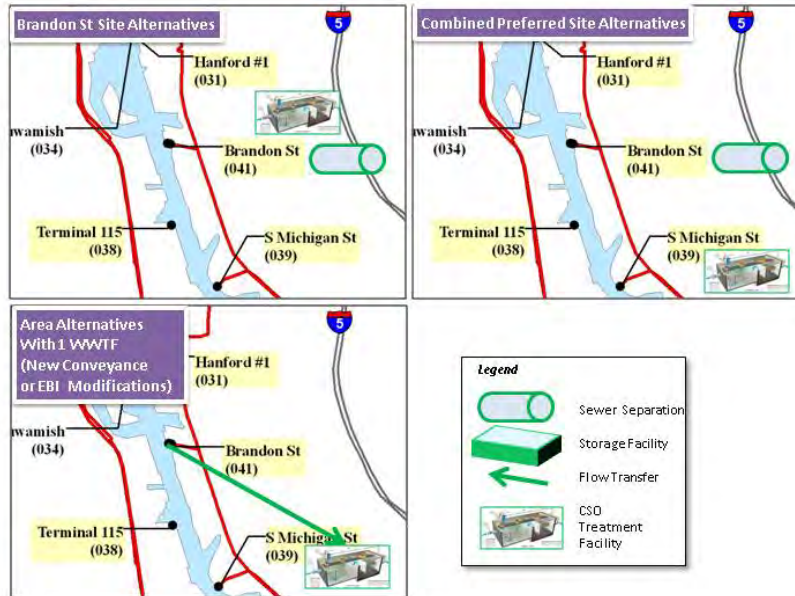 Brandon St Site Alternatives
5
Hanford #1
(031)
uwamish
(034)
Brandon St
(041)
Terminal 115
(038)
S Michigan St
(039)
Combined Preferred Site Alternatives
5
Hanford #1
(031)
uwamish
(034)
Brandon St
(041)
Terminal 115
(038)
S Michigan St
(039)
Area Alternatives
With 1 WWTF
(New Conveyance
or EBI Modifications)
5
Hanford #1
(031)
uwamish
(034)
Brandon St
(041)
Terminal 115
(038)
S Michigan St
(039)
Legend
Sewer Separation
Storage Facility
Flow Transfer
CSO
Treatment
Facility